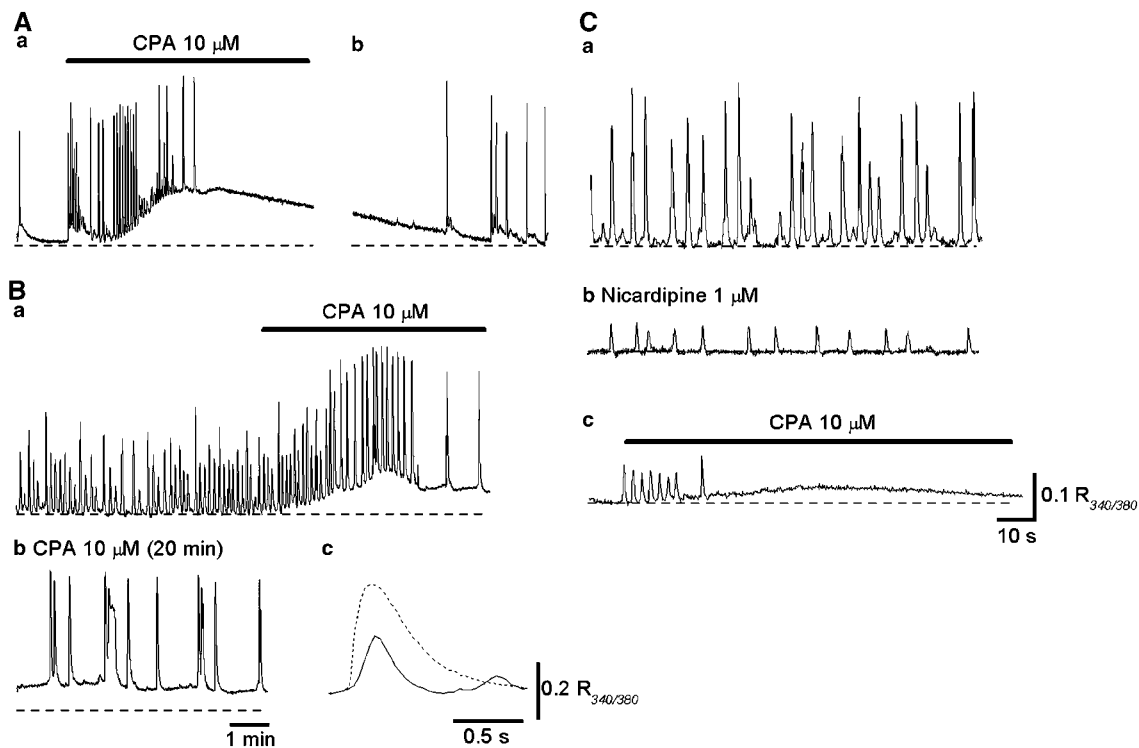 A
a
CPA 10 μM
b
B
a
CPA 10 μM
b CPA 10 μM (20 min)
1 min
c
0.2 R340/380
0.5 s
C
a
b Nicardipine 1 μM
c
CPA 10 μM
0.1 R340/380
10 s